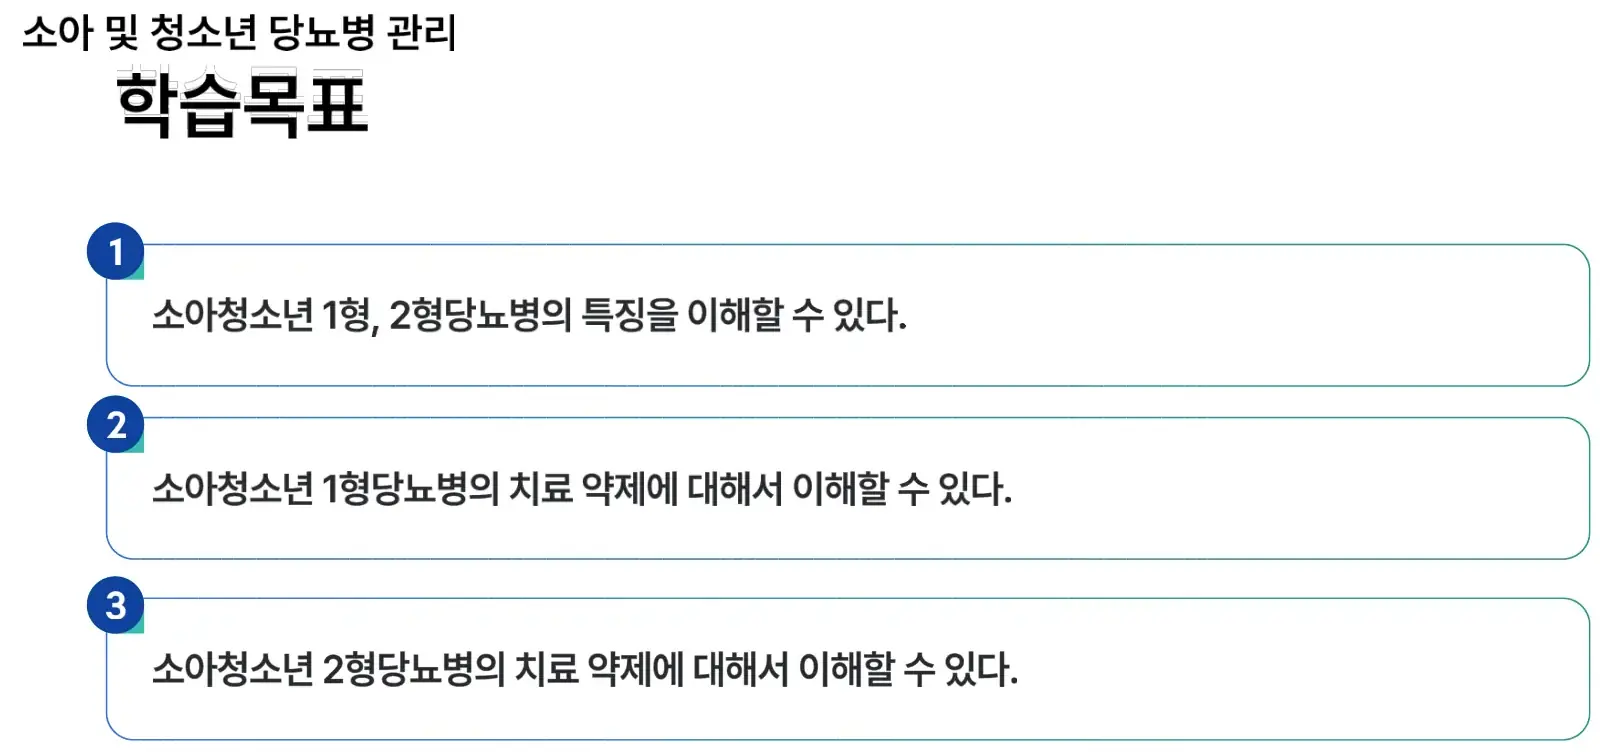 소아 및 청소년 당뇨병 관리
학습목표
1
소아청소년 1형, 2형당뇨병의 특징을 이해할 수 있다.
2
소아청소년 1형당뇨병의 치료 약제에 대해서 이해할 수 있다.
3
소아청소년 2형당뇨병의 치료 약제에 대해서 이해할 수 있다.